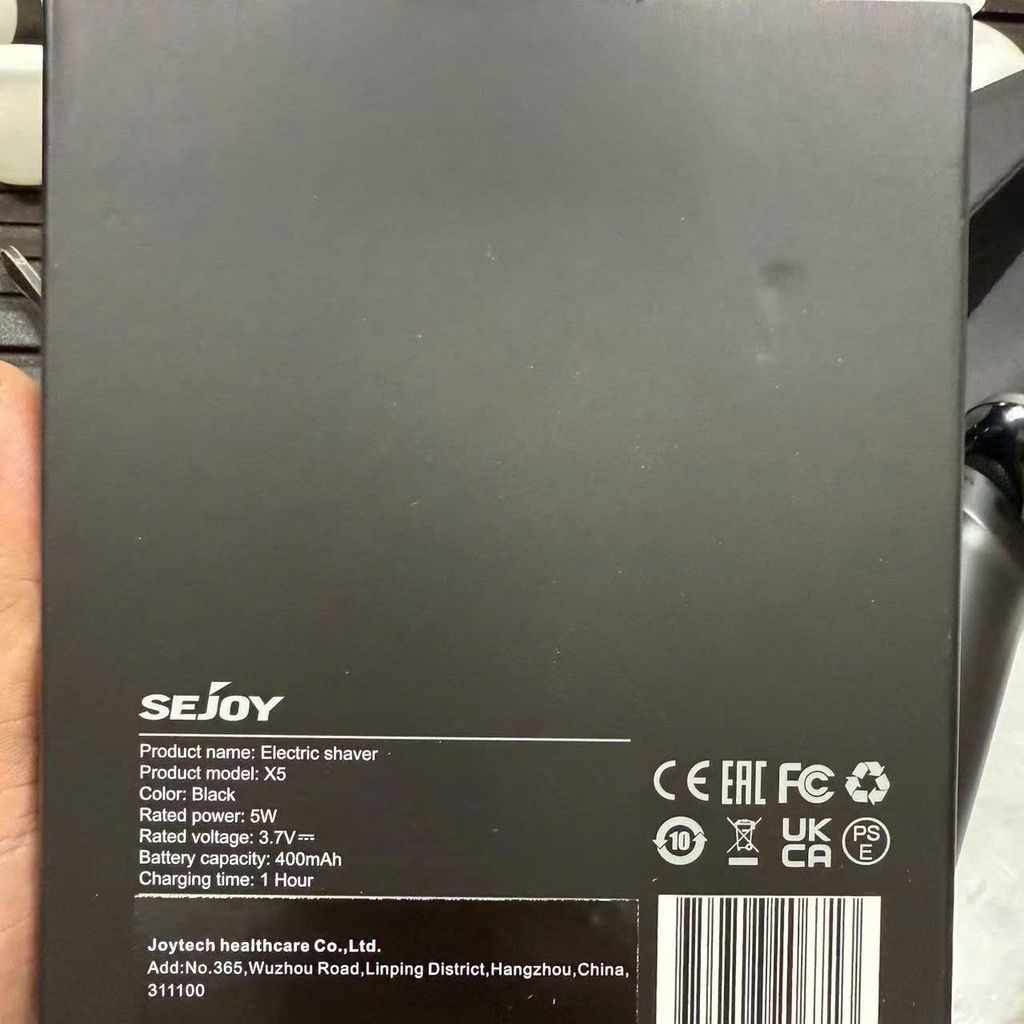 SEJOY
Product name: Electric shaver
Product model: X5
Color: Black
Rated power: 5W
Rated voltage: 3.7V⎓
Battery capacity: 400mAh
Charging time: 1 Hour
CE EAC FC
10 UK CA PS E
Joytech healthcare Co.,Ltd.
Add:No.365,Wuzhou Road,Linping District,Hangzhou,China,
311100